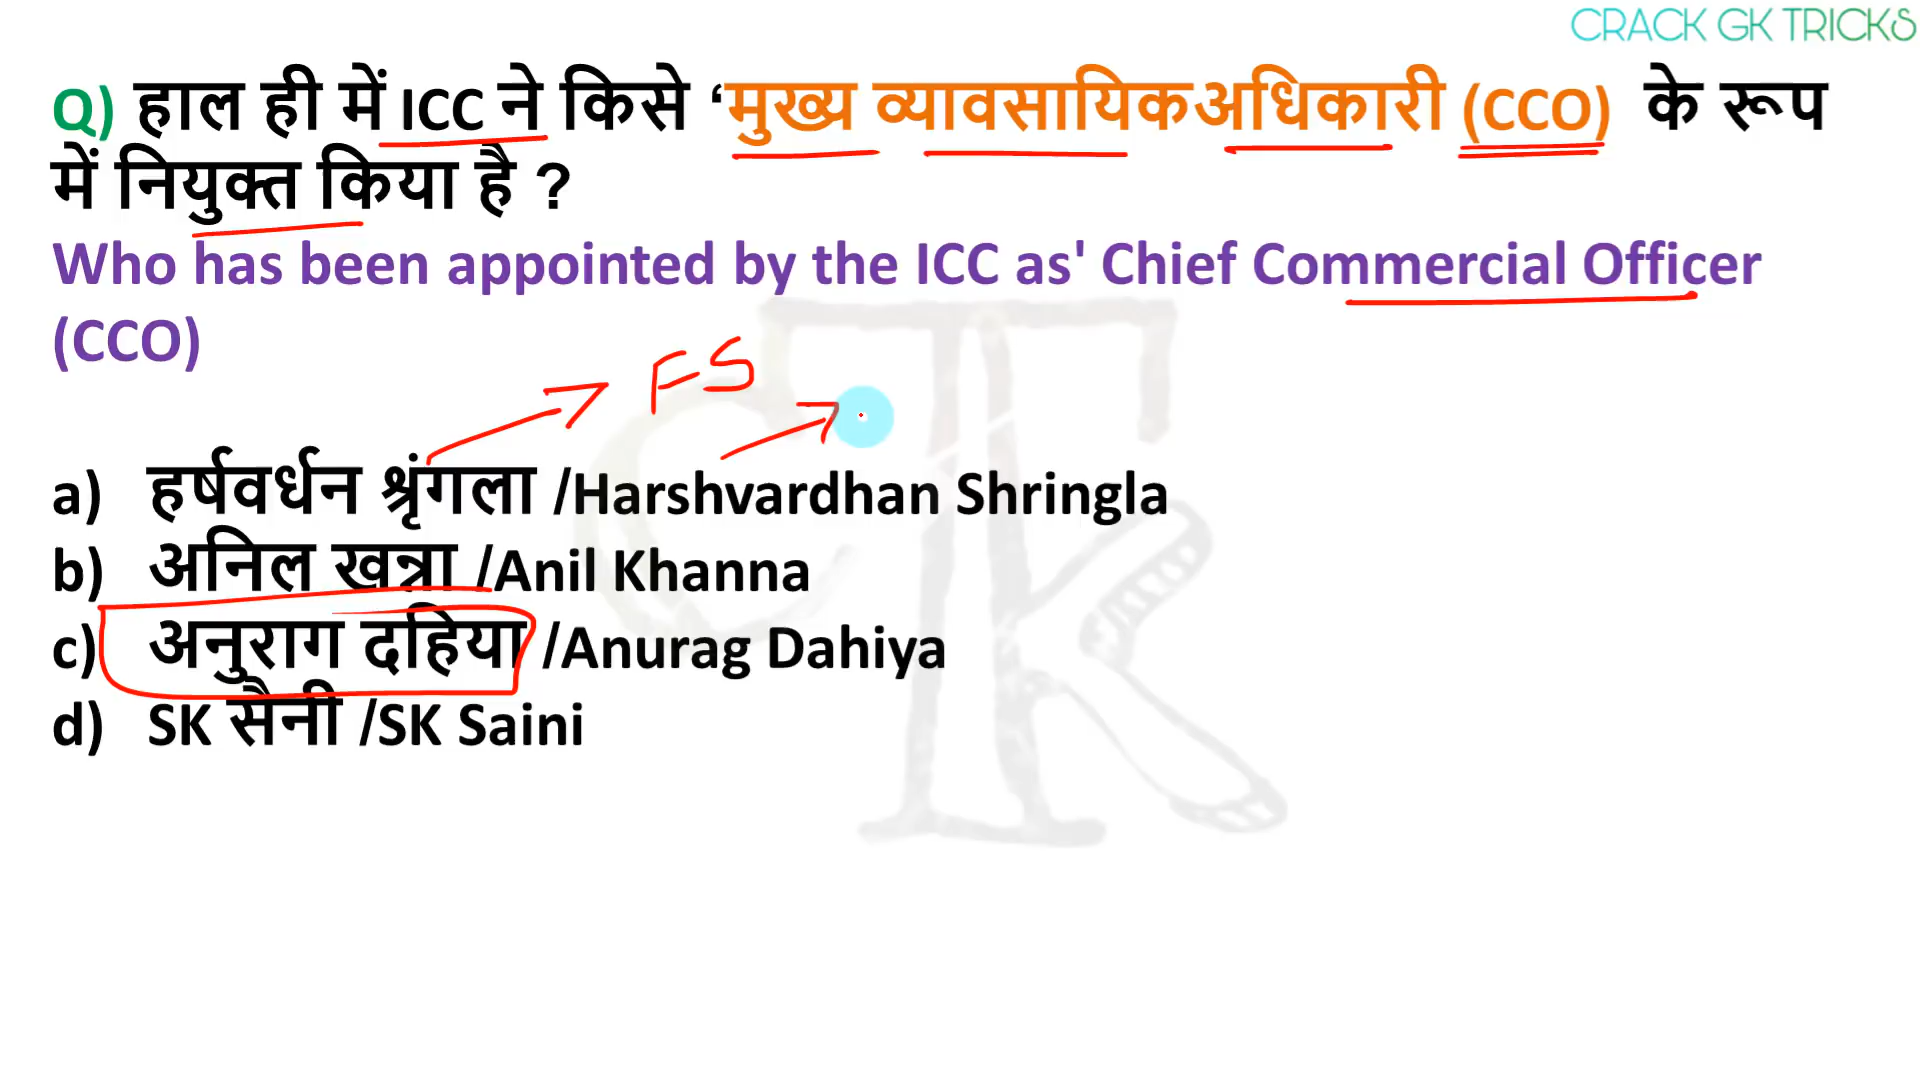 CRACK GK TRICKS
Q) हाल ही में ICC ने किसे ‘मुख्य व्यावसायिकअधिकारी (CCO) के रूप
में नियुक्त किया है ?
Who has been appointed by the ICC as' Chief Commercial Officer
(CCO)
FS
a) हर्षवर्धन श्रृंगला /Harshvardhan Shringla
b) अनिल खन्ना /Anil Khanna
c) अनुराग दहिया /Anurag Dahiya
d) SK सैनी /SK Saini